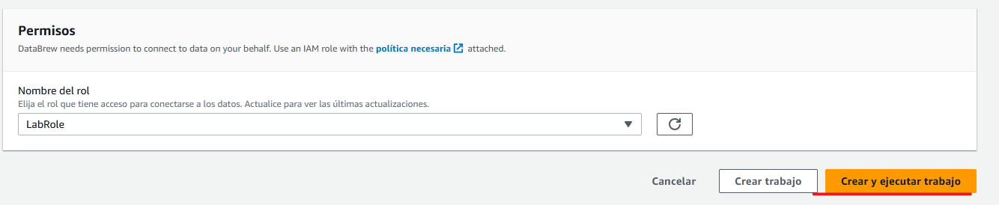 Permisos
DataBrew needs permission to connect to data on your behalf. Use an IAM role with the política necesaria attached.
Nombre del rol
Elija el rol que tiene acceso para conectarse a los datos. Actualice para ver las últimas actualizaciones.
LabRole
Cancelar Crear trabajo Crear y ejecutar trabajo